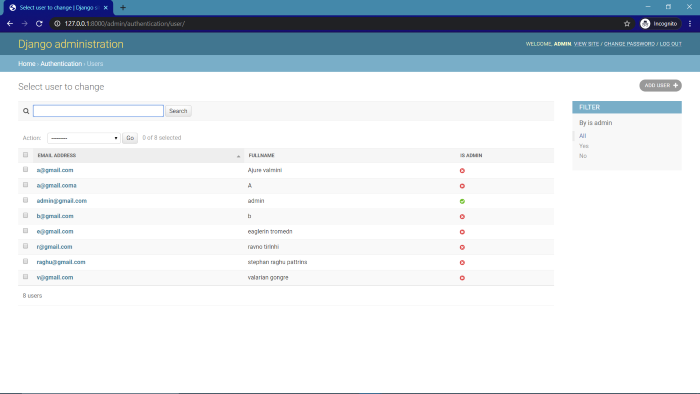 Select user to change | Django si
127.0.0.1:8000/admin/authentication/user/
Incognito
Django administration
WELCOME, ADMIN. VIEW SITE / CHANGE PASSWORD / LOG OUT
Home › Authentication › Users
Select user to change
ADD USER +
Search
Action: --------- Go 0 of 8 selected
EMAIL ADDRESS FULLNAME IS ADMIN
a@gmail.com Ajure valmini
a@gmail.coma A
admin@gmail.com admin
b@gmail.com b
e@gmail.com eaglerin tromedn
r@gmail.com ravno tirinhi
raghu@gmail.com stephan raghu pattrins
v@gmail.com valarian gongre
8 users
FILTER
By is admin
All
Yes
No